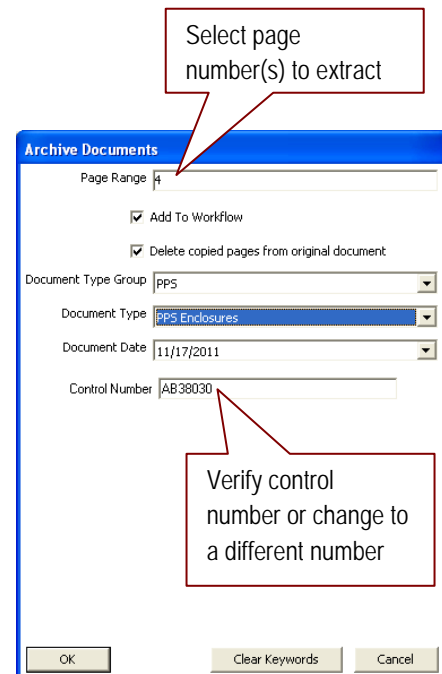 Select page
number(s) to extract
Archive Documents
Page Range 4
Add To Workflow
Delete copied pages from original document
Document Type Group PPS
Document Type PPS Enclosures
Document Date 11/17/2011
Control Number AB38030
Verify control
number or change to
a different number
OK Clear Keywords Cancel